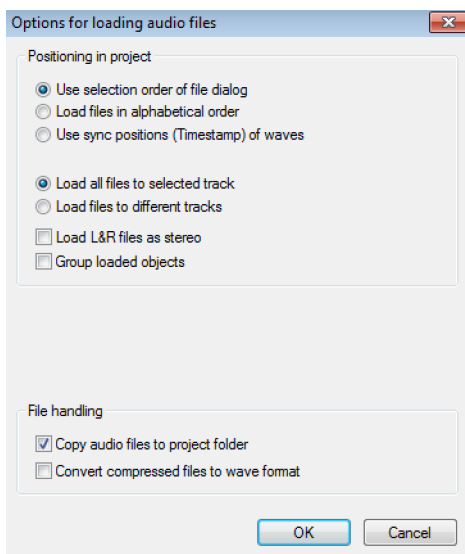 Options for loading audio files
Positioning in project
Use selection order of file dialog
Load files in alphabetical order
Use sync positions (Timestamp) of waves
Load all files to selected track
Load files to different tracks
Load L&R files as stereo
Group loaded objects
File handling
Copy audio files to project folder
Convert compressed files to wave format
OK Cancel